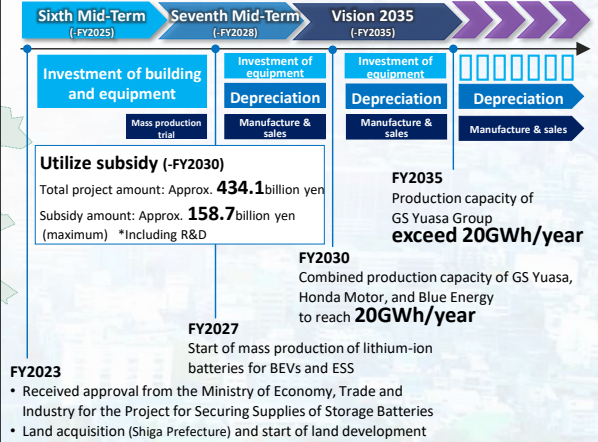 Sixth Mid-Term
(-FY2025)
Seventh Mid-Term
(-FY2028)
Vision 2035
(-FY2035)
Investment of building
and equipment
Investment of
equipment
Investment of
equipment
Depreciation
Depreciation
Depreciation
Mass production
trial
Manufacture &
sales
Manufacture &
sales
Manufacture & sales
Utilize subsidy (-FY2030)
Total project amount: Approx. 434.1billion yen
Subsidy amount: Approx. 158.7billion yen
(maximum) *Including R&D
FY2035
Production capacity of
GS Yuasa Group
exceed 20GWh/year
FY2030
Combined production capacity of GS Yuasa,
Honda Motor, and Blue Energy
to reach 20GWh/year
FY2027
Start of mass production of lithium-ion
batteries for BEVs and ESS
FY2023
• Received approval from the Ministry of Economy, Trade and
Industry for the Project for Securing Supplies of Storage Batteries
• Land acquisition (Shiga Prefecture) and start of land development